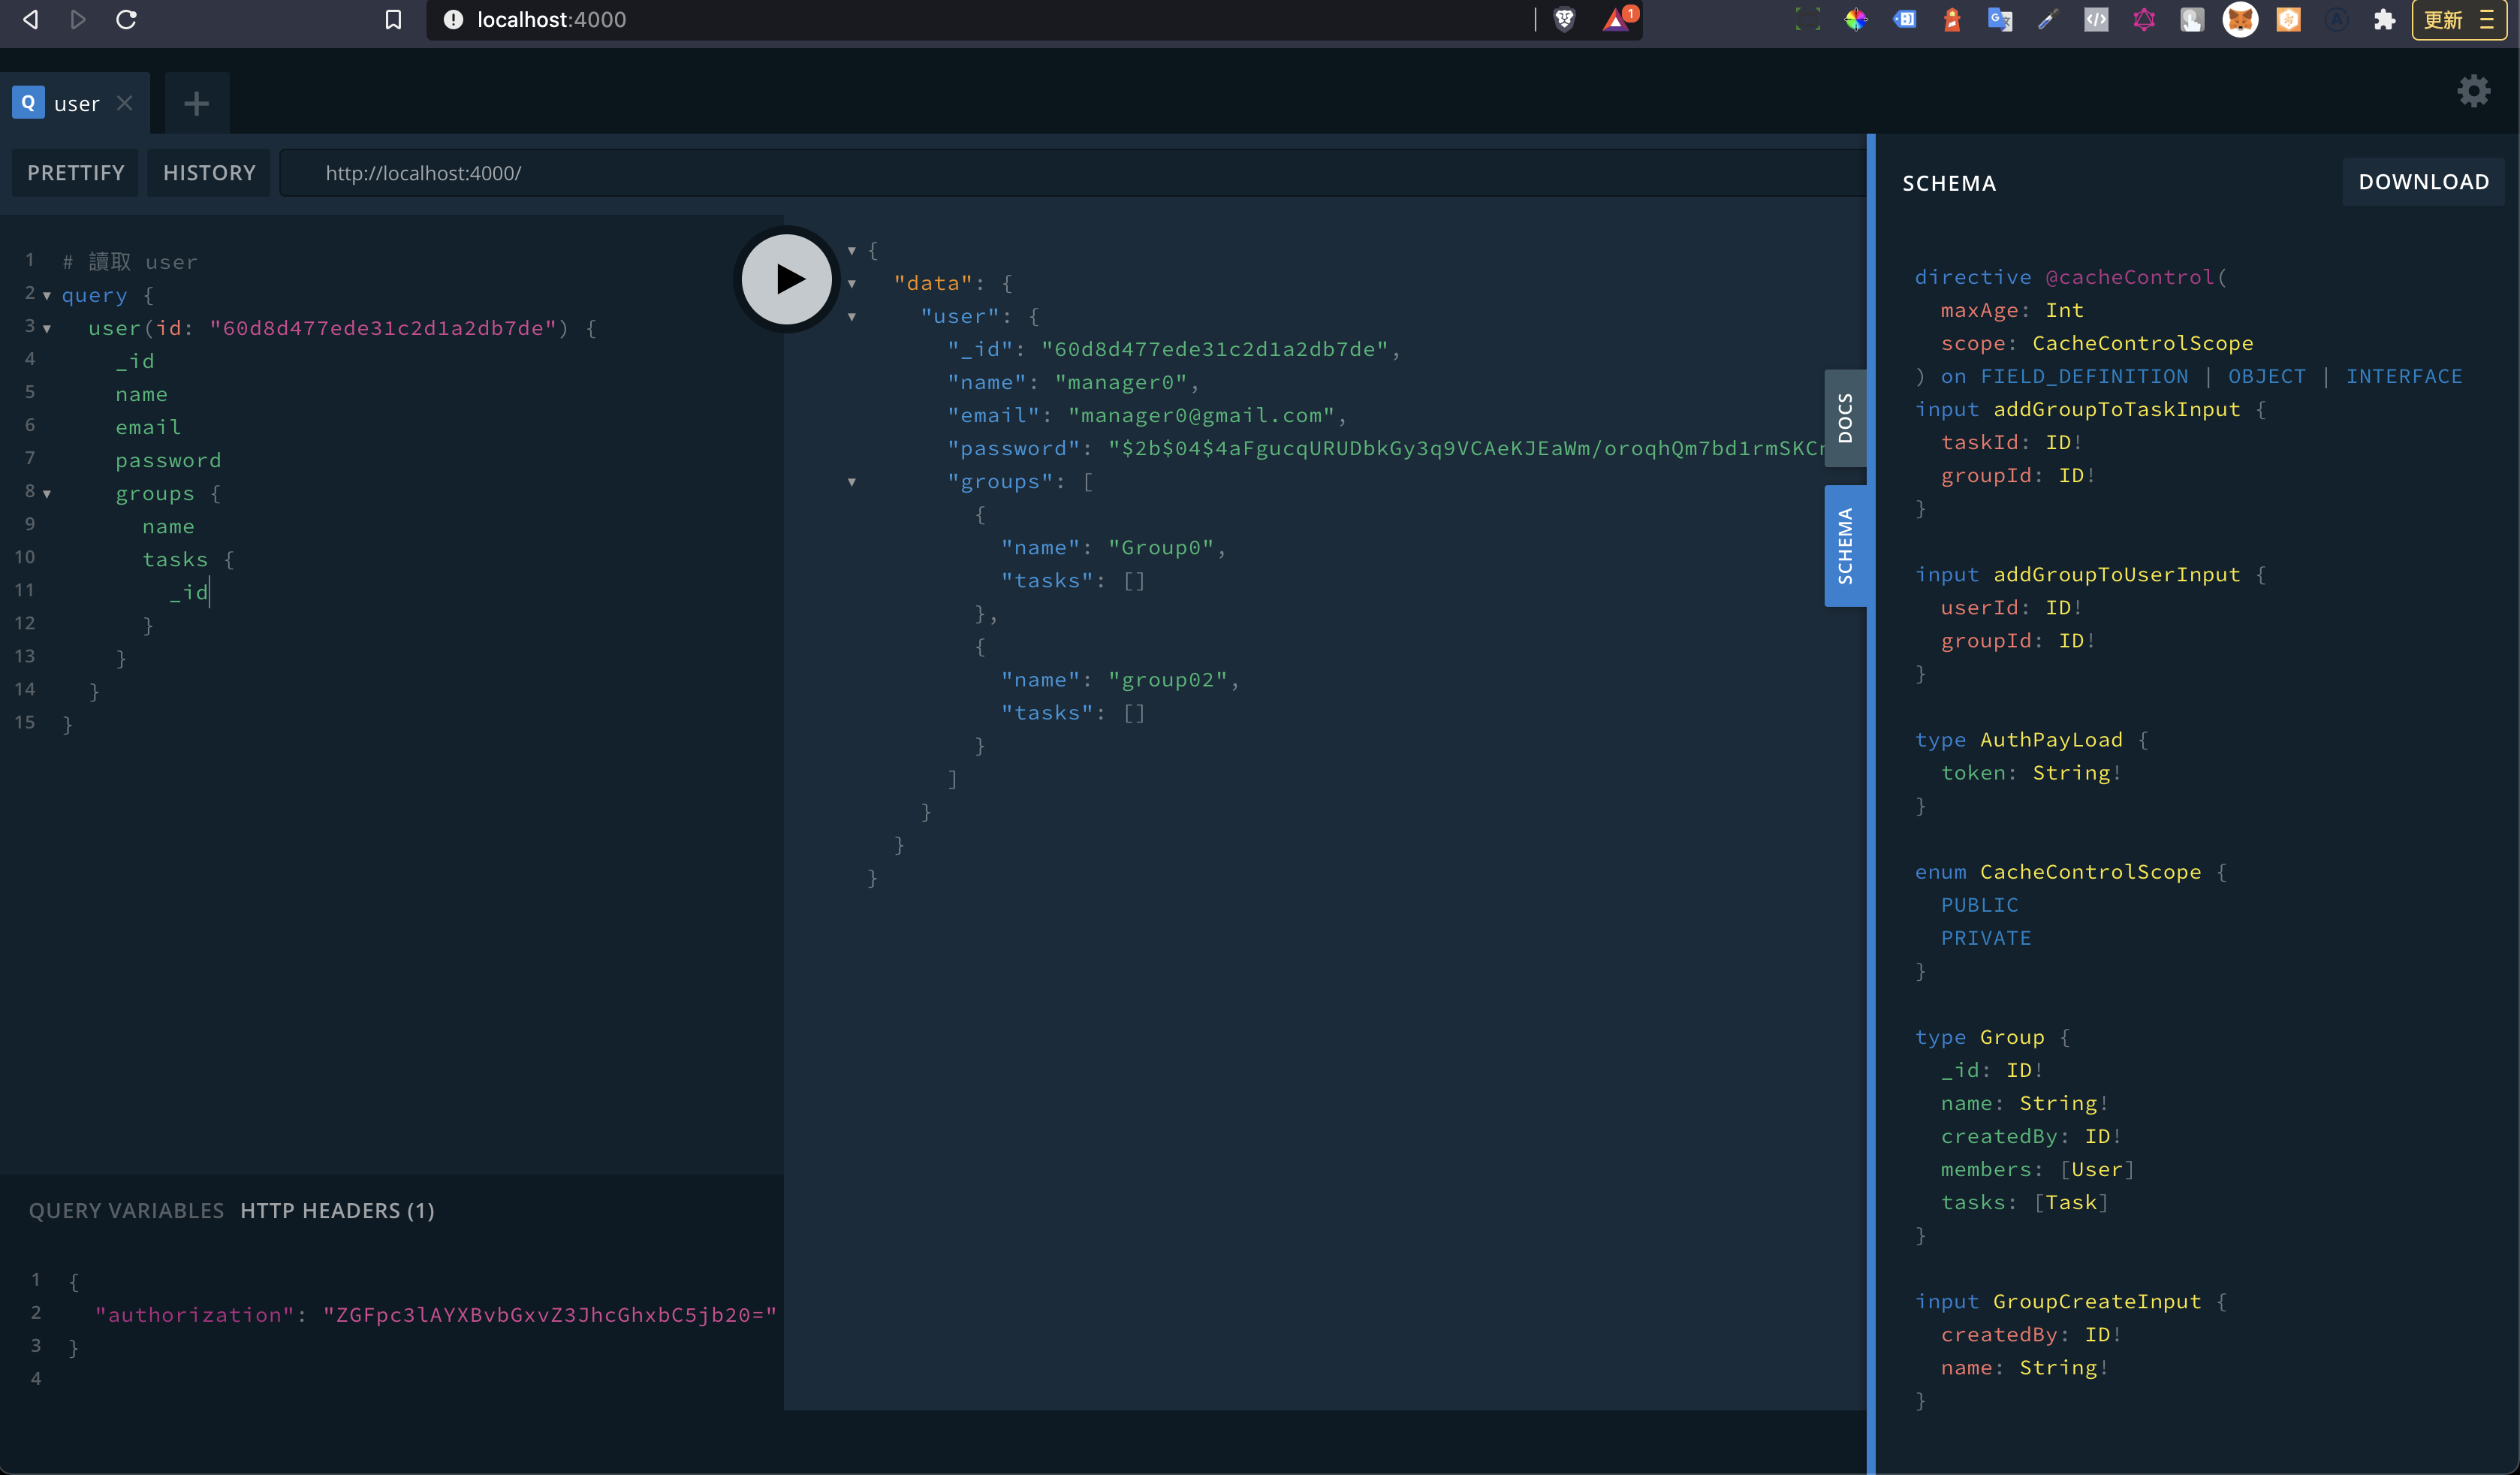 localhost:4000
1
更新
Q user
PRETTIFY HISTORY http://localhost:4000/
1 # 讀取 user
2 query {
3 user(id: "60d8d477ede31c2d1a2db7de") {
4 _id
5 name
6 email
7 password
8 groups {
9 name
10 tasks {
11 _id
12 }
13 }
14 }
15 }
QUERY VARIABLES HTTP HEADERS (1)
1 {
2 "authorization": "ZGFpc3lAYXBvbGxvZ3JhcGhxbC5jb20="
3 }
4
{
"data": {
"user": {
"_id": "60d8d477ede31c2d1a2db7de",
"name": "manager0",
"email": "manager0@gmail.com",
"password": "$2b$04$4aFgucqURUDbkGy3q9VCAeKJEaWm/oroqhQm7bd1rmSKCr
"groups": [
{
"name": "Group0",
"tasks": []
},
{
"name": "group02",
"tasks": []
}
]
}
}
}
DOCS
SCHEMA
SCHEMA
DOWNLOAD
directive @cacheControl(
maxAge: Int
scope: CacheControlScope
) on FIELD_DEFINITION | OBJECT | INTERFACE
input addGroupToTaskInput {
taskId: ID!
groupId: ID!
}
input addGroupToUserInput {
userId: ID!
groupId: ID!
}
type AuthPayLoad {
token: String!
}
enum CacheControlScope {
PUBLIC
PRIVATE
}
type Group {
_id: ID!
name: String!
createdBy: ID!
members: [User]
tasks: [Task]
}
input GroupCreateInput {
createdBy: ID!
name: String!
}